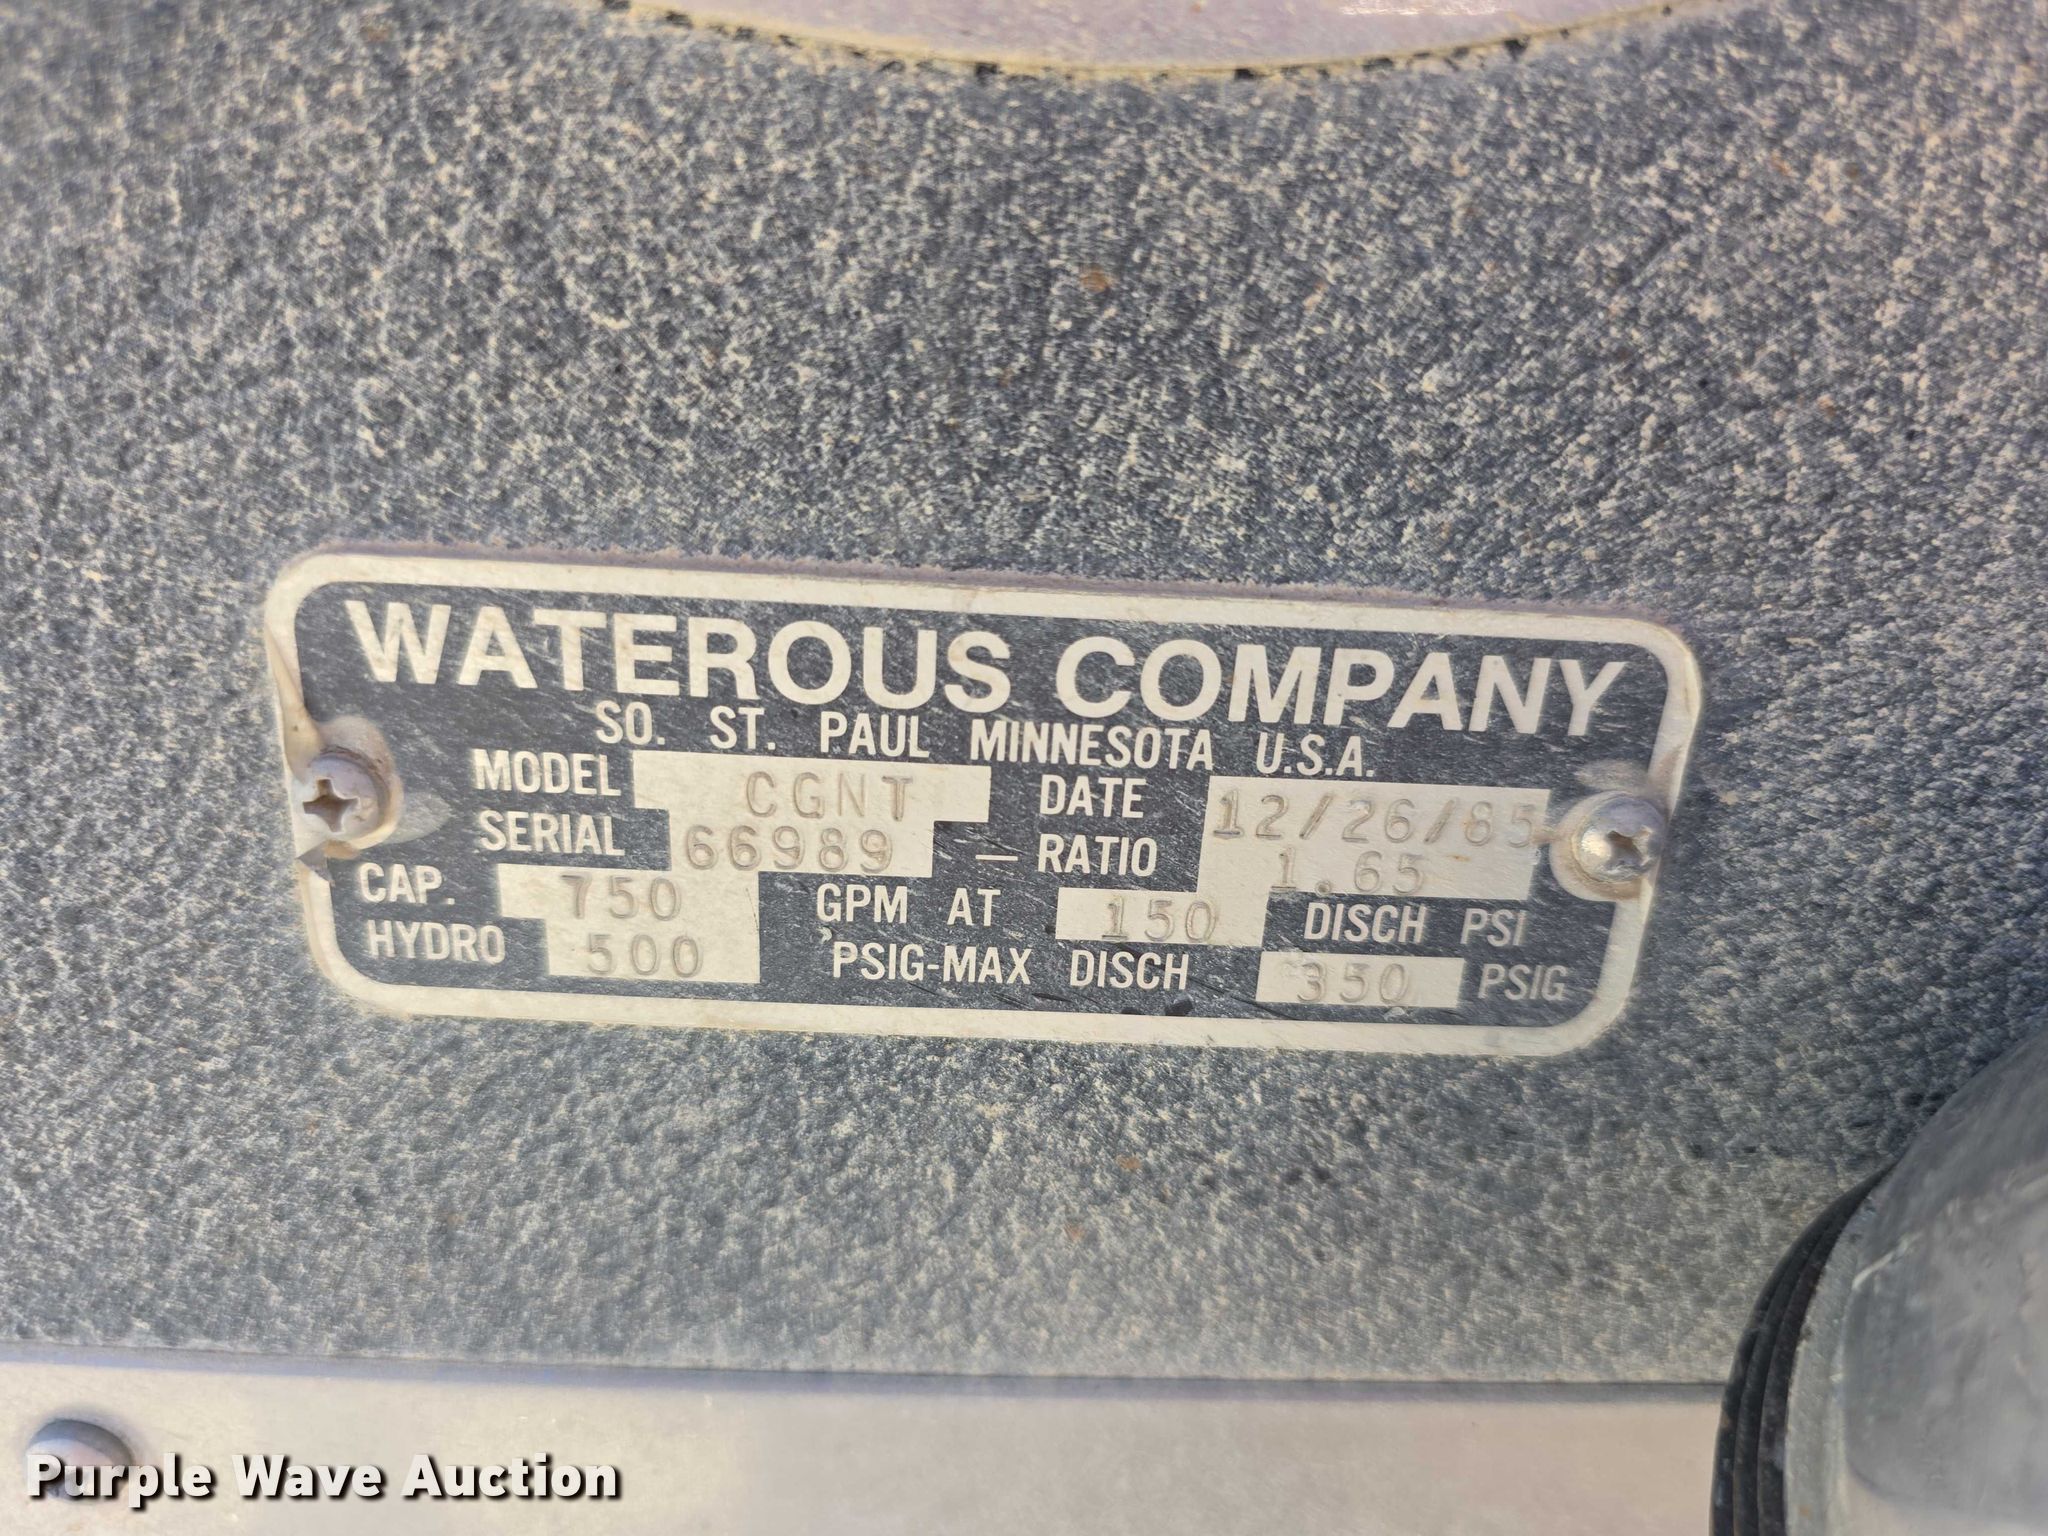 WATEROUS COMPANY
SO. ST. PAUL MINNESOTA U.S.A.
MODEL CGNT DATE 12/26/85
SERIAL 66989 — RATIO 1.65
CAP. 750 GPM AT 150 DISCH PSI
HYDRO 500 PSIG-MAX DISCH 350 PSIG
Purple Wave Auction